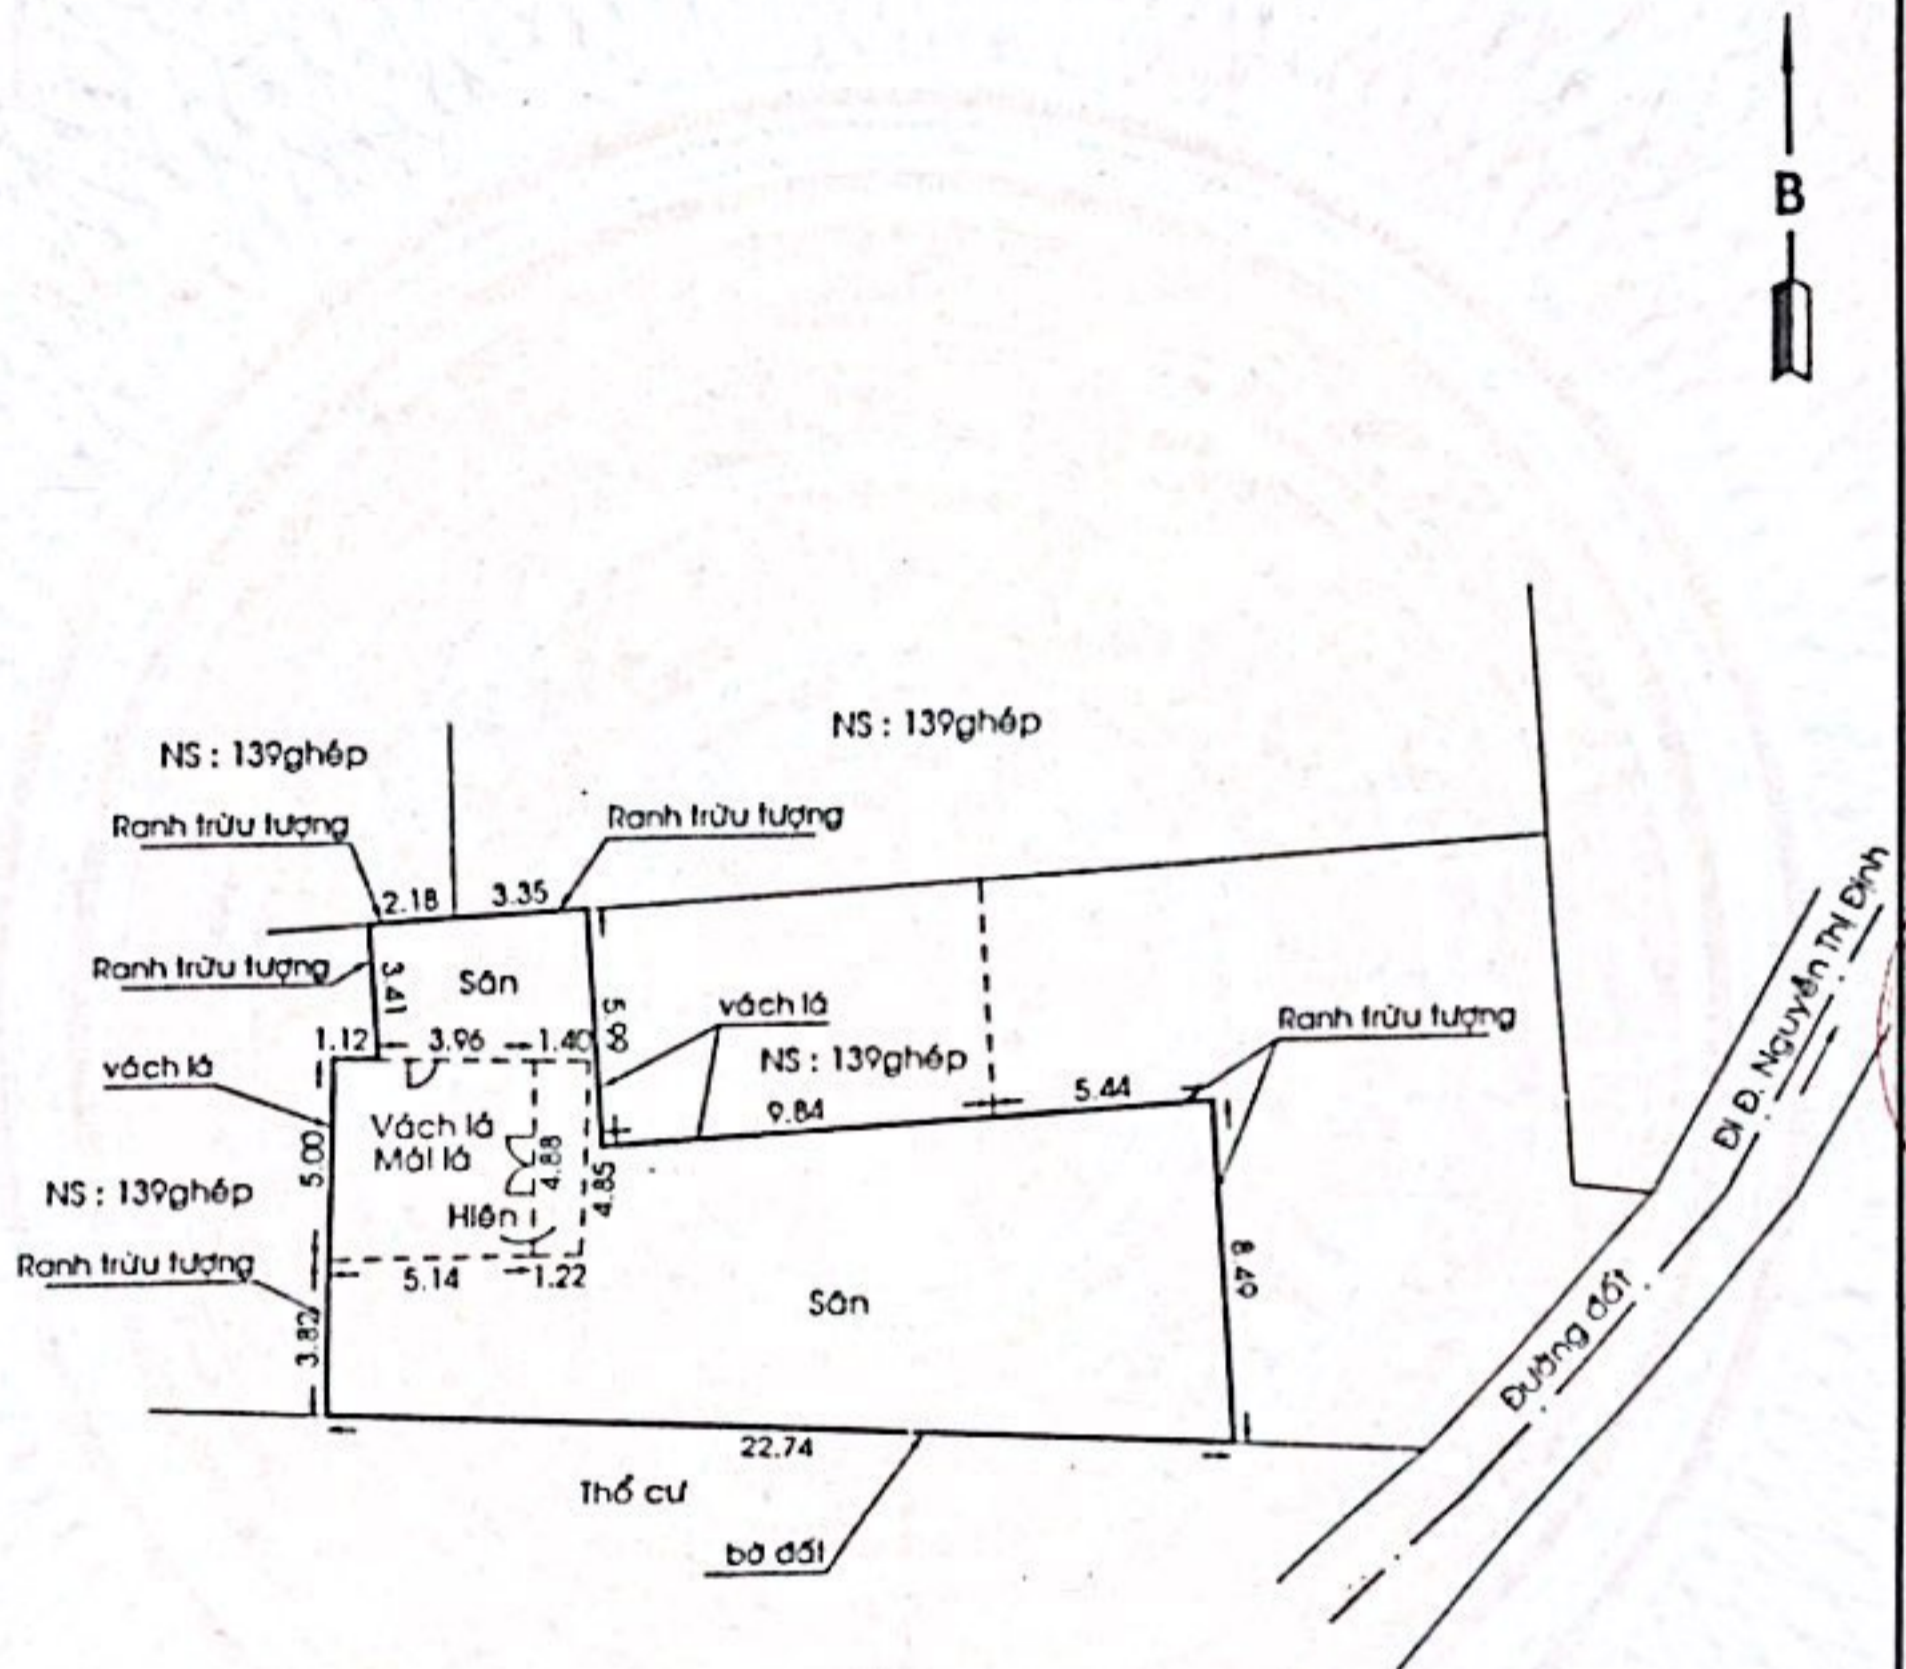 B
NS : 139ghép
NS : 139ghép
Ranh trừu tượng
Ranh trừu tượng
2.18
3.35
Ranh trừu tượng
3.41
Sân
5.98
vách lá
Ranh trừu tượng
1.12
3.96
1.40
NS : 139ghép
vách lá
9.84
5.44
5.00
Vách lá
Mái lá
4.88
4.85
NS : 139ghép
Hiên
Ranh trừu tượng
5.14
1.22
Sân
8.49
3.82
22.74
Thổ cư
bờ đất
Đường đất
Đi Đ. Nguyễn Thị Định